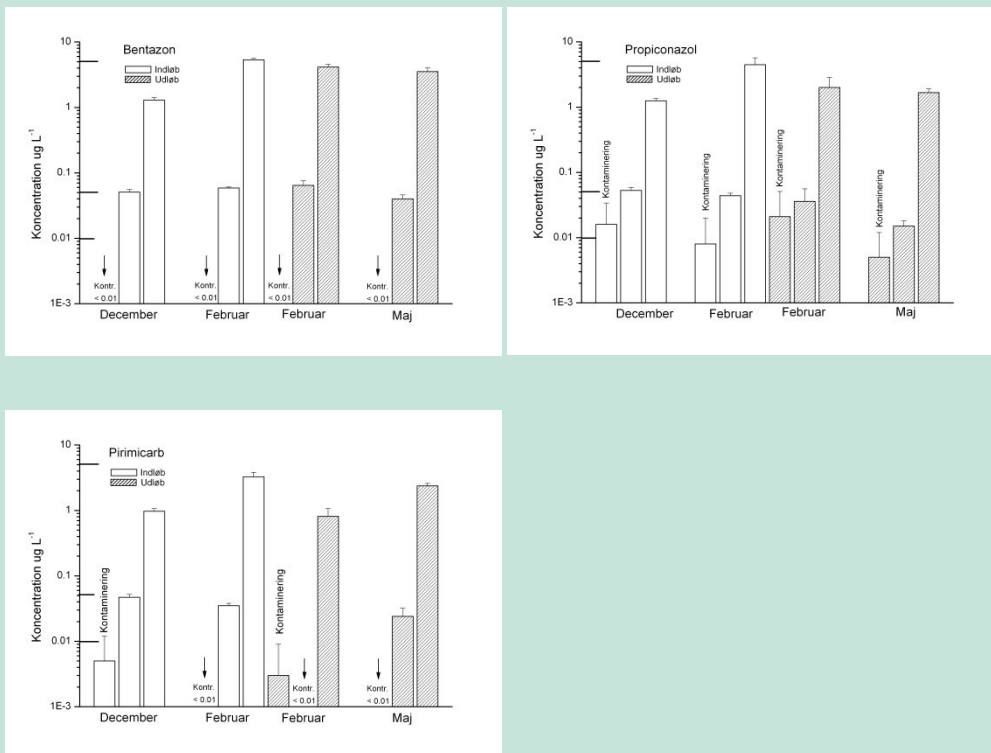 Bentazon
Indløb
Udløb
Koncentration ug L-1
10
1
0.1
0.01
1E-3
Kontr.
< 0.01
Kontr.
< 0.01
Kontr.
< 0.01
Kontr.
< 0.01
December Februar Februar Maj
Propiconazol
Indløb
Udløb
Koncentration ug L-1
10
1
0.1
0.01
1E-3
Kontaminering
Kontaminering
Kontaminering
Kontaminering
December Februar Februar Maj
Pirimicarb
Indløb
Udløb
Koncentration ug L-1
10
1
0.1
0.01
1E-3
Kontaminering
Kontr.
< 0.01
Kontaminering
Kontr.
< 0.01
Kontr.
< 0.01
December Februar Februar Maj